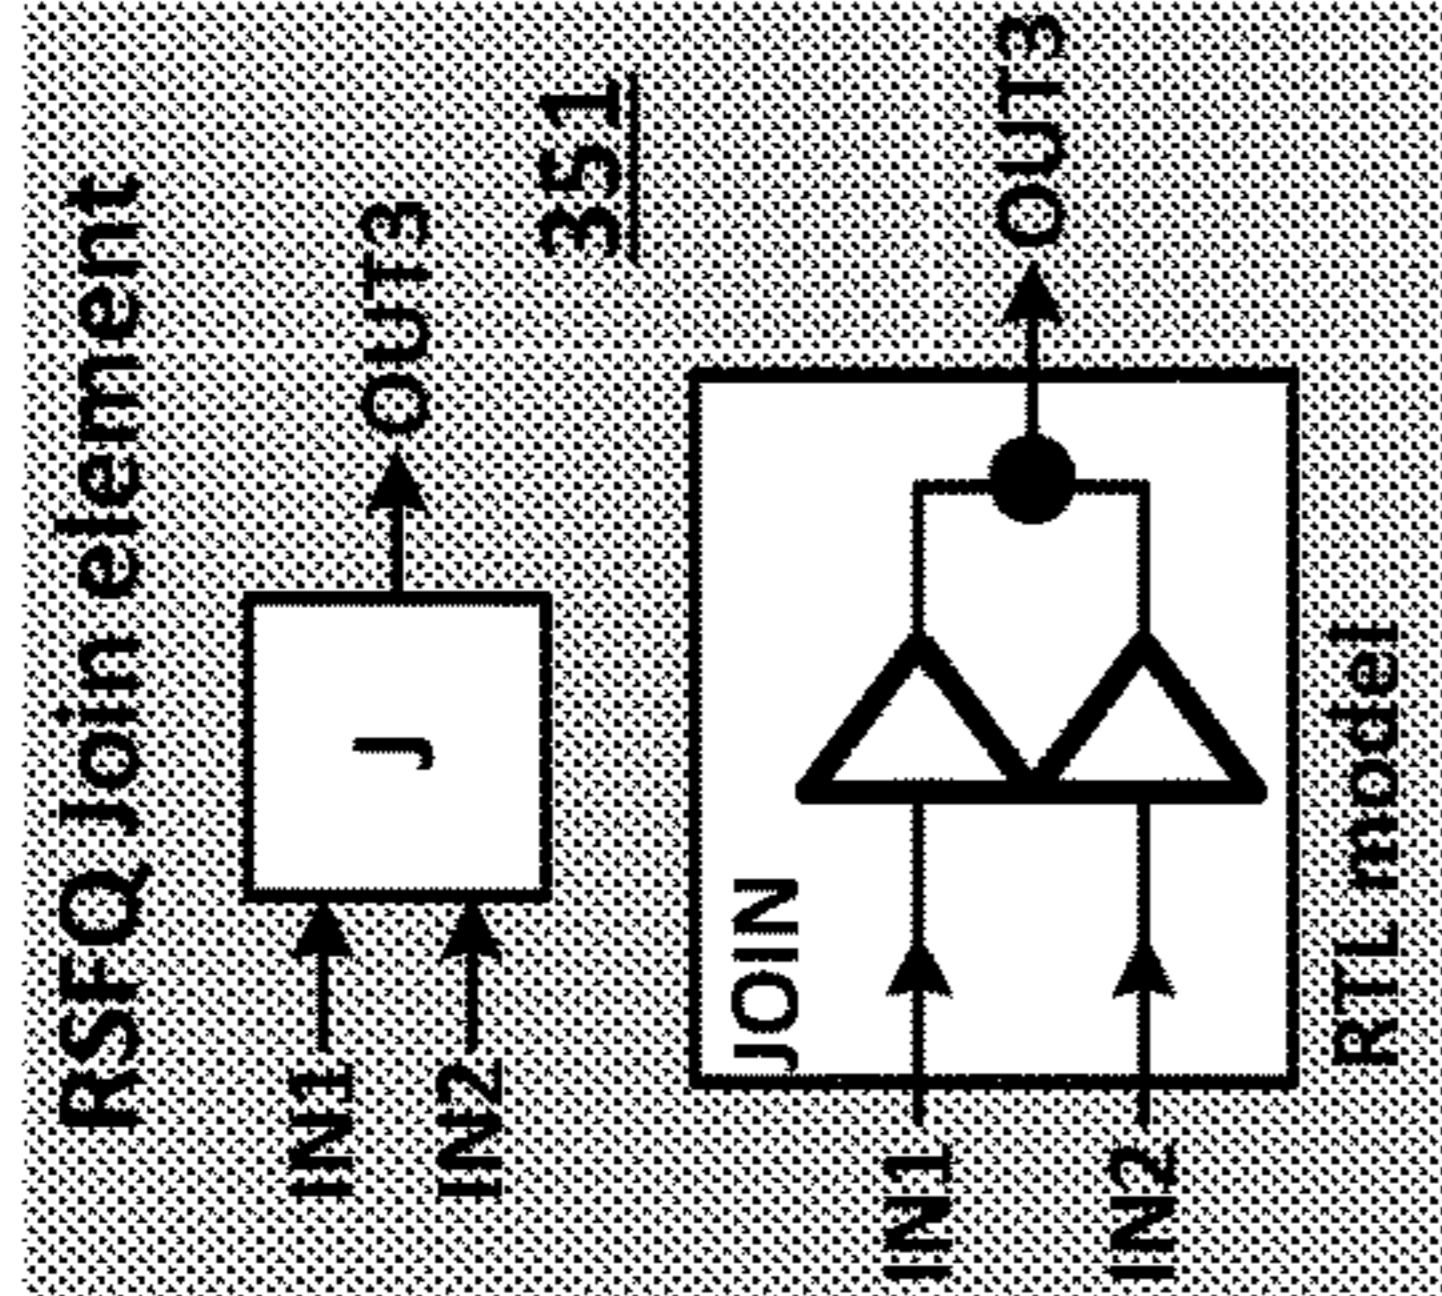 RSFQ Join element
IN1
IN2
J
OUT3
351
JOIN
IN1
IN2
OUT3
RTL model